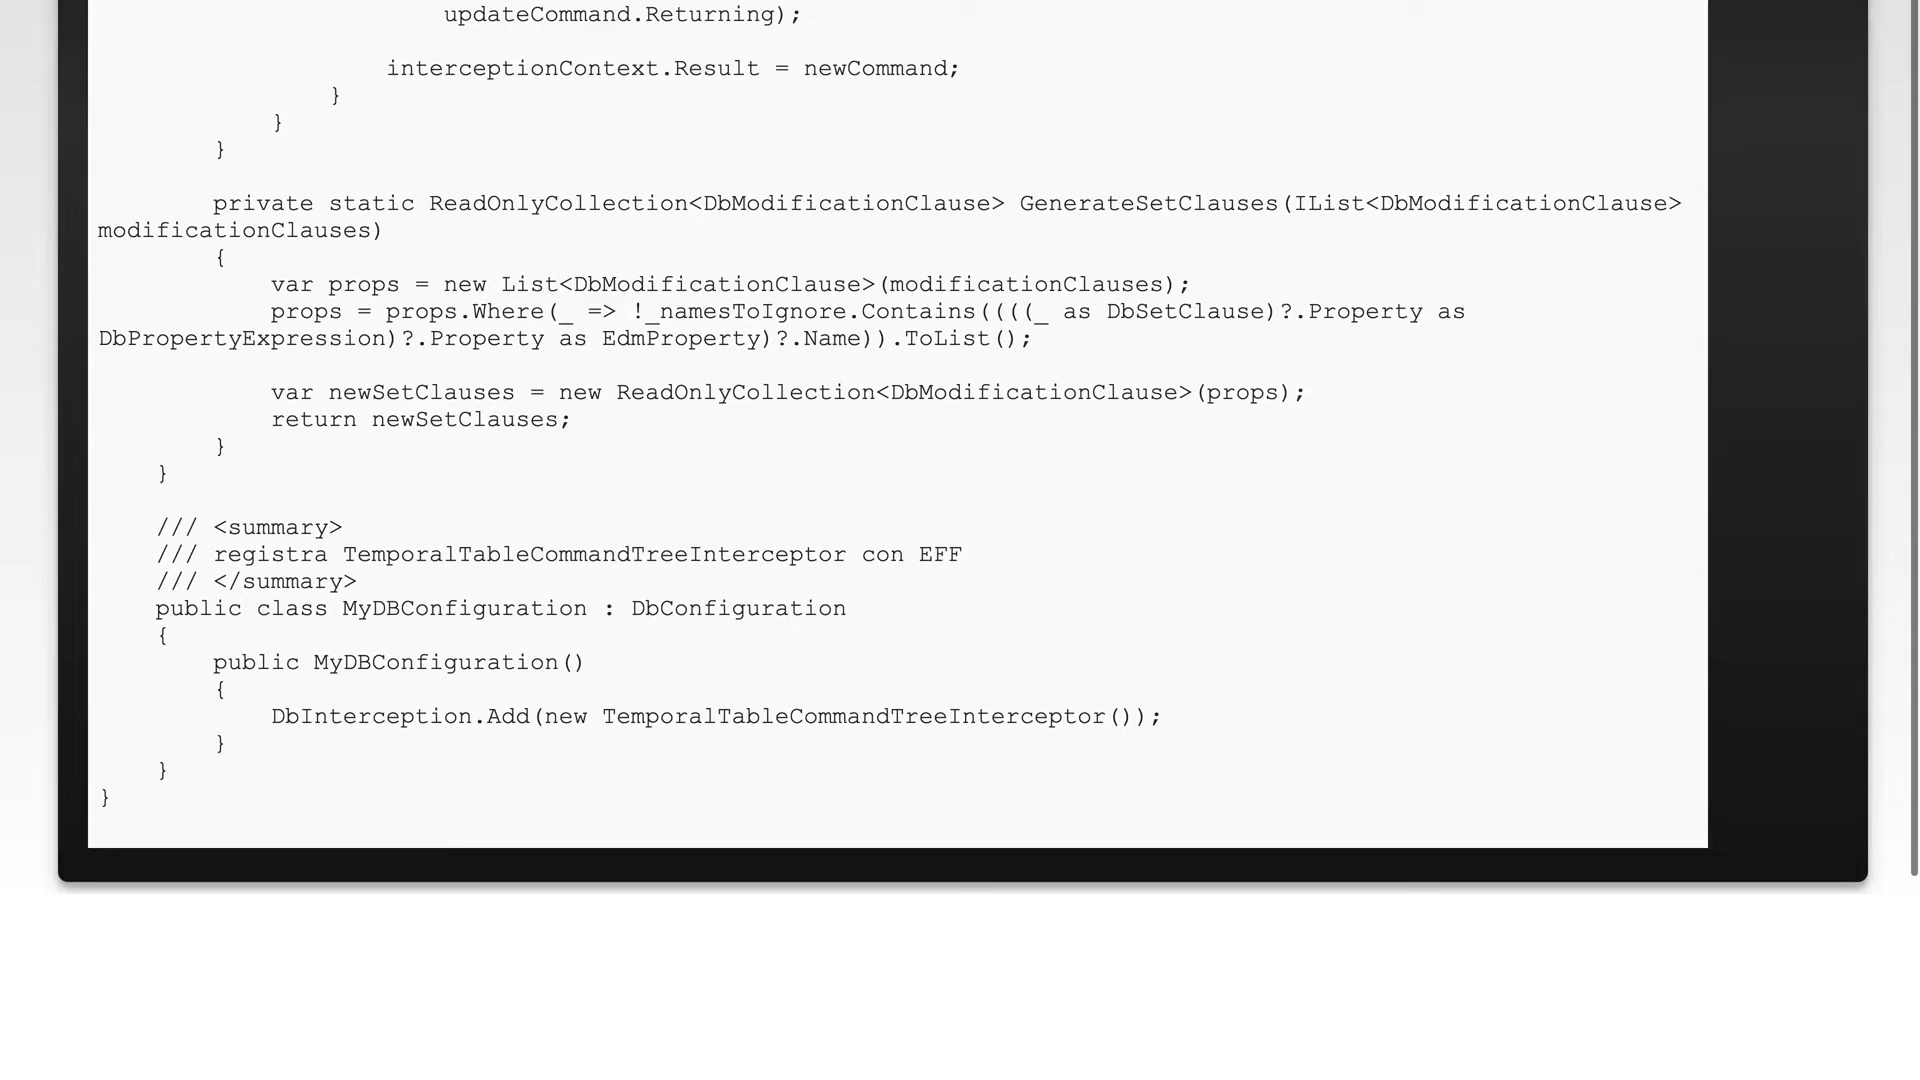 updateCommand.Returning);
interceptionContext.Result = newCommand;
}
}
}
private static ReadOnlyCollection<DbModificationClause> GenerateSetClauses(IList<DbModificationClause>
modificationClauses)
{
var props = new List<DbModificationClause>(modificationClauses);
props = props.Where(_ => !_namesToIgnore.Contains((((_ as DbSetClause)?.Property as
DbPropertyExpression)?.Property as EdmProperty)?.Name)).ToList();
var newSetClauses = new ReadOnlyCollection<DbModificationClause>(props);
return newSetClauses;
}
}
/// <summary>
/// registra TemporalTableCommandTreeInterceptor con EFF
/// </summary>
public class MyDBConfiguration : DbConfiguration
{
public MyDBConfiguration()
{
DbInterception.Add(new TemporalTableCommandTreeInterceptor());
}
}
}